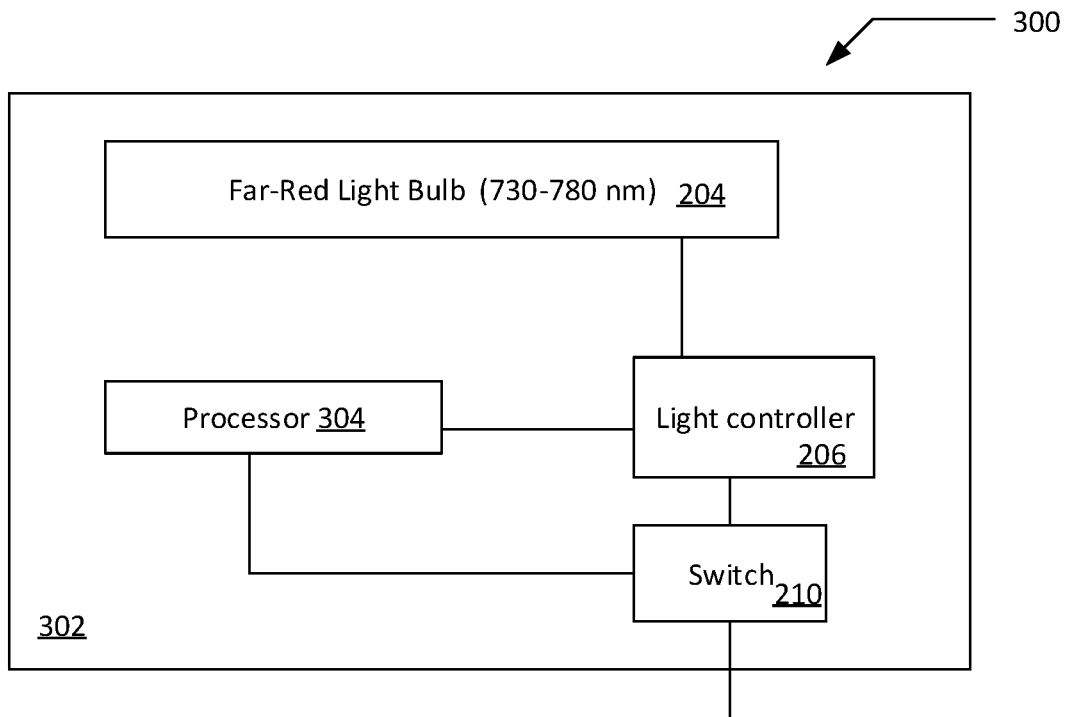 300
Far-Red Light Bulb (730-780 nm) 204
Processor 304
Light controller
206
Switch
210
302